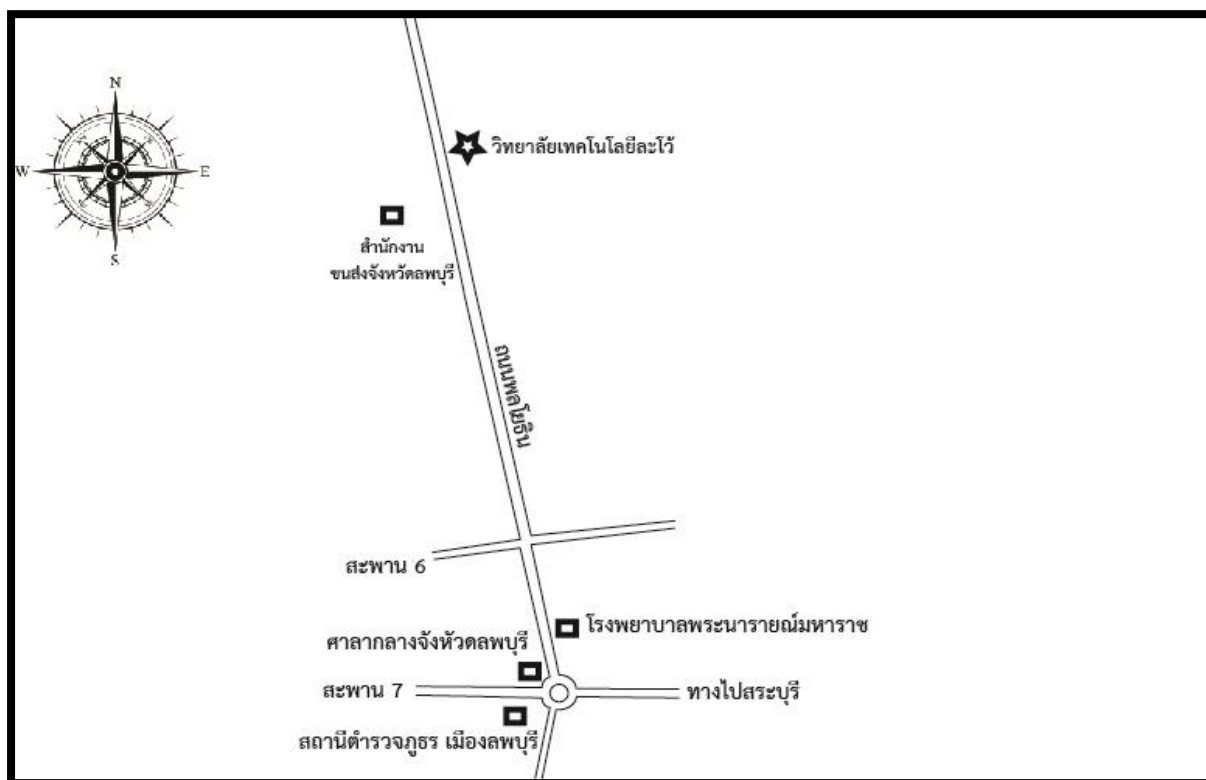 N
W
E
S
วิทยาลัยเทคโนโลยีละโว้
สำนักงาน
ขนส่งจังหวัดลพบุรี
ถนนพลโยธิน
สะพาน 6
โรงพยาบาลพระนารายณ์มหาราช
ศาลากลางจังหัวดลพบุรี
สะพาน 7
ทางไปสระบุรี
สถานีตำรวจภูธร เมืองลพบุรี